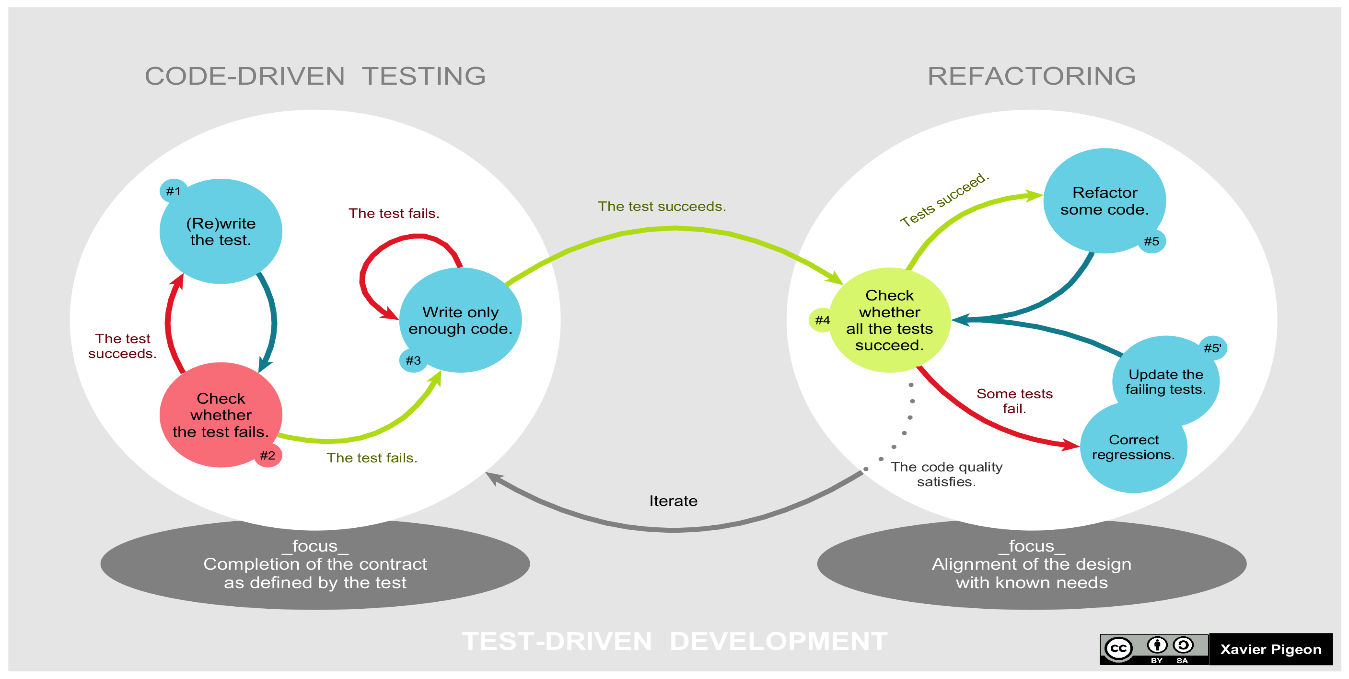 CODE-DRIVEN TESTING
REFACTORING
#1
(Re)write
the test.
The test
succeeds.
Check
whether
the test fails.
#2
The test fails.
The test fails.
Write only
enough code.
#3
The test succeeds.
#4
Check
whether
all the tests
succeed.
Tests succeed.
Refactor
some code.
#5
#5'
Update the
failing tests.
Correct
regressions.
Some tests
fail.
The code quality
satisfies.
Iterate
_focus_
Completion of the contract
as defined by the test
_focus_
Alignment of the design
with known needs
TEST-DRIVEN DEVELOPMENT
cc
BY SA
Xavier Pigeon